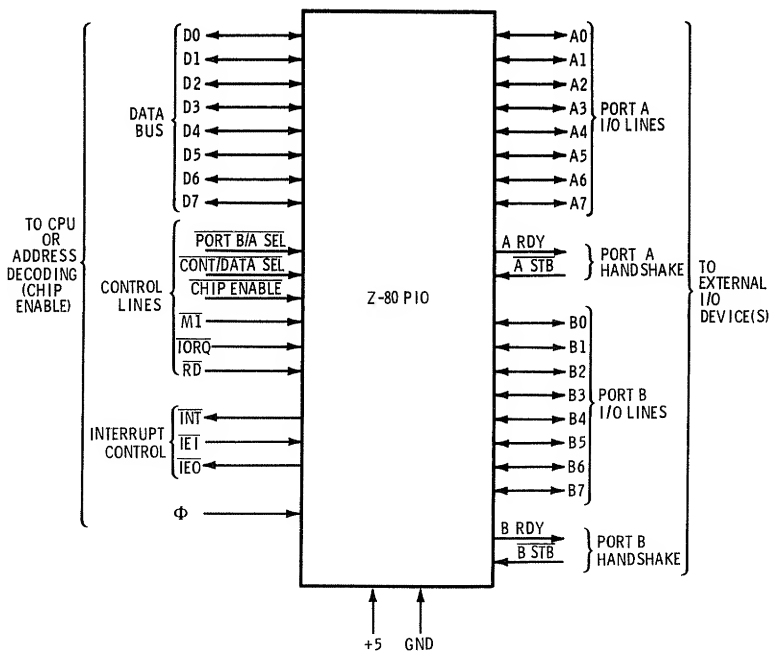 D0
D1
D2
D3
D4
D5
D6
D7
DATA
BUS
TO CPU
OR
ADDRESS
DECODING
(CHIP
ENABLE)
CONTROL
LINES
PORT B/A SEL
CONT/DATA SEL
CHIP ENABLE
MI
IORQ
RD
INTERRUPT
CONTROL
INT
IEI
IEO
Φ
Z-80 PIO
+5
GND
A0
A1
A2
A3
A4
A5
A6
A7
PORT A
I/O LINES
A RDY
A STB
PORT A
HANDSHAKE
B0
B1
B2
B3
B4
B5
B6
B7
PORT B
I/O LINES
B RDY
B STB
PORT B
HANDSHAKE
TO
EXTERNAL
I/O
DEVICE(S)